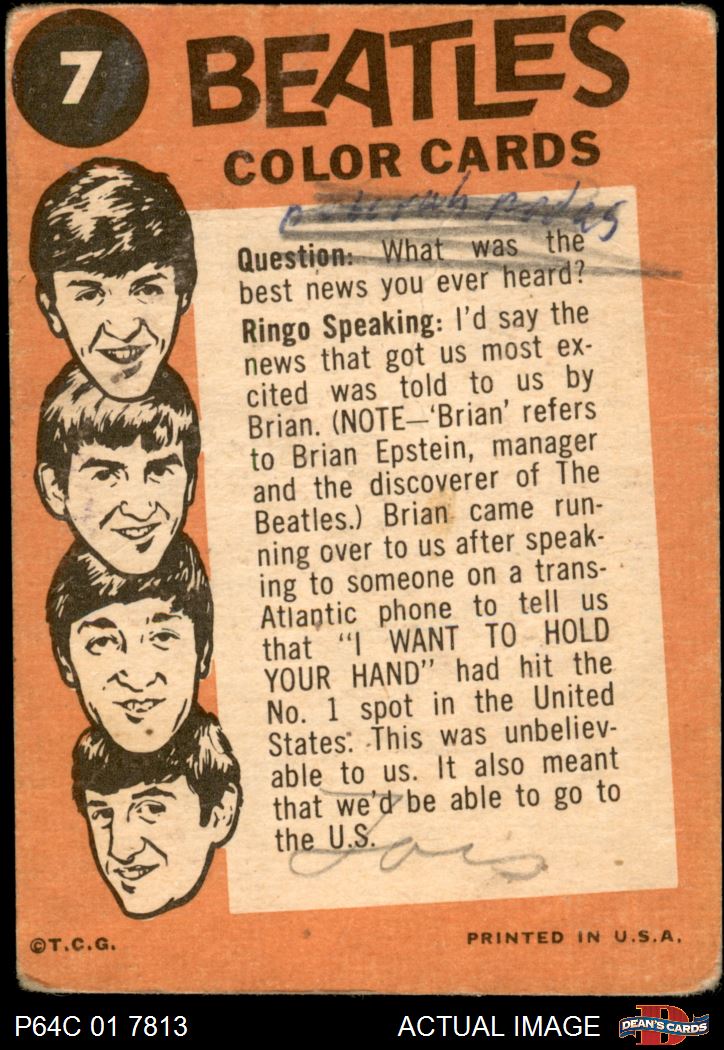 7
BEATLES
COLOR CARDS
Question: What was the
best news you ever heard?
Ringo Speaking: I'd say the
news that got us most ex-
cited was told to us by
Brian. (NOTE—'Brian' refers
to Brian Epstein, manager
and the discoverer of The
Beatles.) Brian came run-
ning over to us after speak-
ing to someone on a trans-
Atlantic phone to tell us
that "I WANT TO HOLD
YOUR HAND" had hit the
No. 1 spot in the United
States. This was unbeliev-
able to us. It also meant
that we'd be able to go to
the U.S.
Lois
©T.C.G.
PRINTED IN U.S.A.
P64C 01 7813
ACTUAL IMAGE
D
DEAN'S CARDS